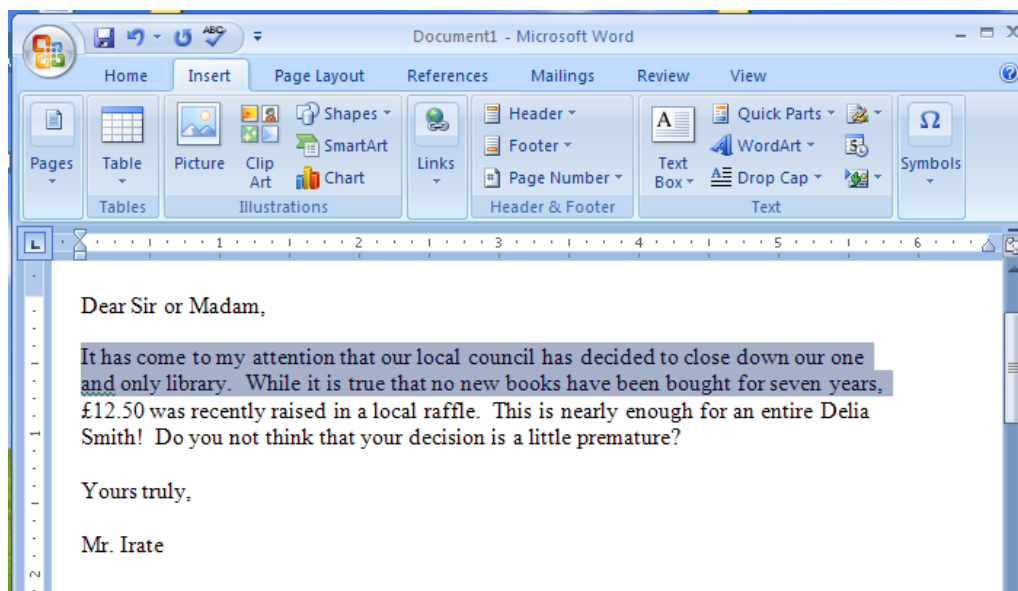 ABC
Document1 - Microsoft Word
Home Insert Page Layout References Mailings Review View
Pages Table Picture Clip Art Shapes SmartArt Chart Links Header Footer Page Number A Text Box Quick Parts WordArt A Drop Cap Ω Symbols
Tables Illustrations Header & Footer Text
L 1 2 3 4 5 6
Dear Sir or Madam,
It has come to my attention that our local council has decided to close down our one
and only library. While it is true that no new books have been bought for seven years,
£12.50 was recently raised in a local raffle. This is nearly enough for an entire Delia
1
Smith! Do you not think that your decision is a little premature?
Yours truly,
Mr. Irate
2